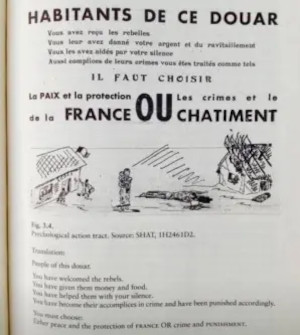 HABITANTS DE CE DOUAR
Vous avez reçu les rebelles
Vous leur avez donné votre argent et du ravitaillement
Vous les avez aidés par votre silence
Aussi complices de leurs crimes vous êtes traités comme tels
IL FAUT CHOISIR
La PAIX et la protection OU Les crimes et le
de la FRANCE CHATIMENT
Fig. 3.4.
Psychological action tract. Source: SHAT, 1H2461D2.
Translation:
People of this douar:
You have welcomed the rebels.
You have given them money and food.
You have helped them with your silence.
You have become their accomplices in crime and have been punished accordingly.
You must choose:
Either peace and the protection of FRANCE OR crime and PUNISHMENT.